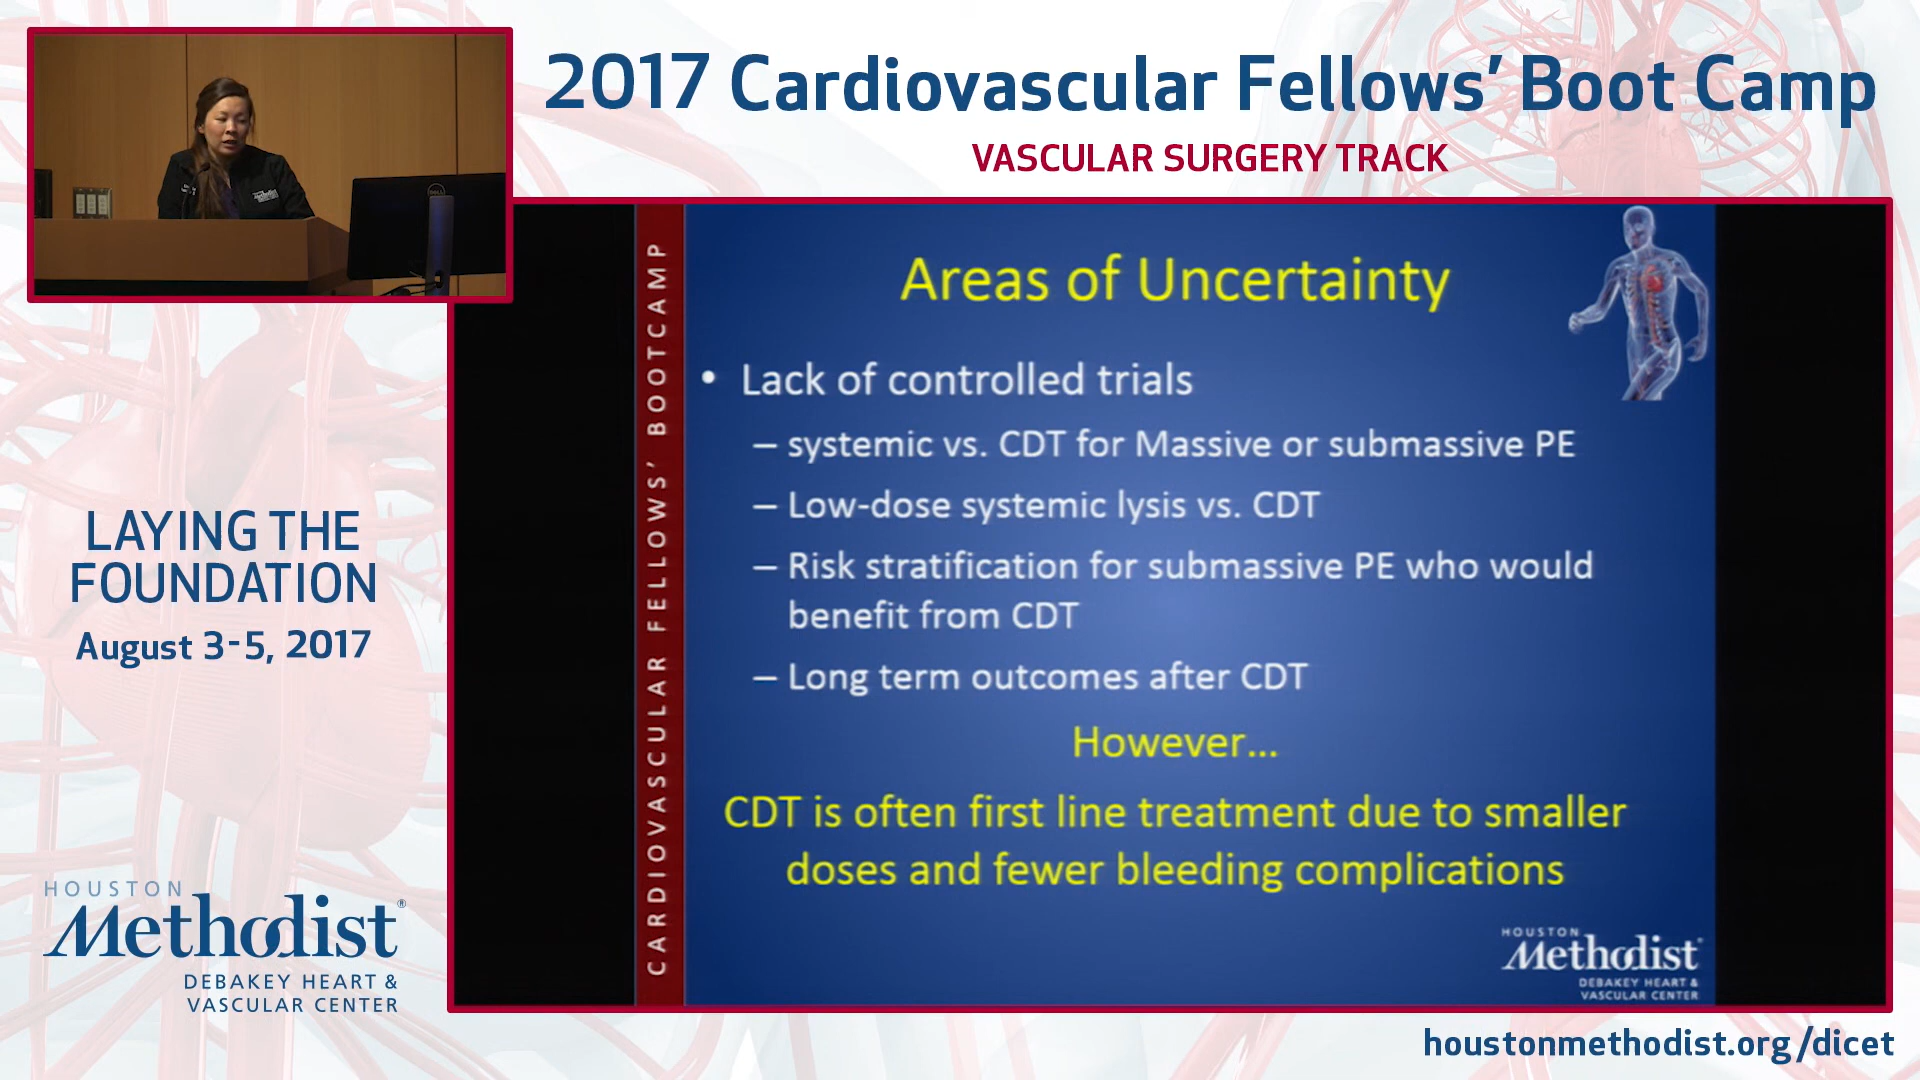 2017 Cardiovascular Fellows’ Boot Camp
VASCULAR SURGERY TRACK
LAYING THE
FOUNDATION
August 3-5, 2017
HOUSTON
Methodist®
DEBAKEY HEART &
VASCULAR CENTER
CARDIOVASCULAR FELLOWS’ BOOTCAMP
Areas of Uncertainty
• Lack of controlled trials
– systemic vs. CDT for Massive or submassive PE
– Low-dose systemic lysis vs. CDT
– Risk stratification for submassive PE who would
benefit from CDT
– Long term outcomes after CDT
However...
CDT is often first line treatment due to smaller
doses and fewer bleeding complications
HOUSTON
Methodist
DEBAKEY HEART &
VASCULAR CENTER
houstonmethodist.org/dicet
DELL
Methodist